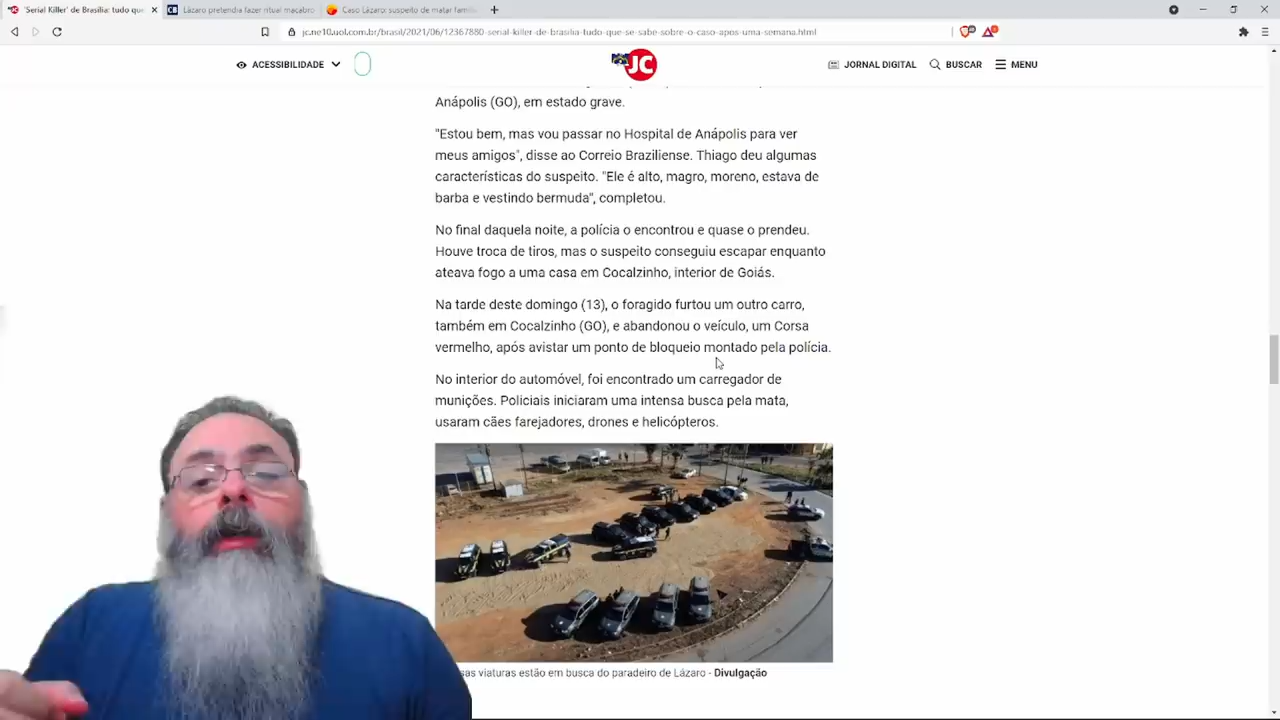 'Serial Killer' de Brasília: tudo que
Lázaro pretendia fazer ritual macabro
Caso Lázaro: suspeito de matar famíli
jc.ne10.uol.com.br/brasil/2021/06/12367880-serial-killer-de-brasilia-tudo-que-se-sabe-sobre-o-caso-apos-uma-semana.html
ACESSIBILIDADE
JC
JORNAL DIGITAL
BUSCAR
MENU
Anápolis (GO), em estado grave.
"Estou bem, mas vou passar no Hospital de Anápolis para ver
meus amigos", disse ao Correio Braziliense. Thiago deu algumas
características do suspeito. "Ele é alto, magro, moreno, estava de
barba e vestindo bermuda", completou.
No final daquela noite, a polícia o encontrou e quase o prendeu.
Houve troca de tiros, mas o suspeito conseguiu escapar enquanto
ateava fogo a uma casa em Cocalzinho, interior de Goiás.
Na tarde deste domingo (13), o foragido furtou um outro carro,
também em Cocalzinho (GO), e abandonou o veículo, um Corsa
vermelho, após avistar um ponto de bloqueio montado pela polícia.
No interior do automóvel, foi encontrado um carregador de
munições. Policiais iniciaram uma intensa busca pela mata,
usaram cães farejadores, drones e helicópteros.
viaturas estão em busca do paradeiro de Lázaro - Divulgação